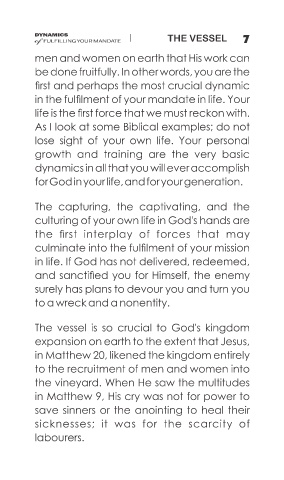 DYNAMICS
of FULFILLING YOUR MANDATE | THE VESSEL 7
men and women on earth that His work can
be done fruitfully. In other words, you are the
first and perhaps the most crucial dynamic
in the fulfilment of your mandate in life. Your
life is the first force that we must reckon with.
As I look at some Biblical examples; do not
lose sight of your own life. Your personal
growth and training are the very basic
dynamics in all that you will ever accomplish
for God in your life, and for your generation.
The capturing, the captivating, and the
culturing of your own life in God's hands are
the first interplay of forces that may
culminate into the fulfilment of your mission
in life. If God has not delivered, redeemed,
and sanctified you for Himself, the enemy
surely has plans to devour you and turn you
to a wreck and a nonentity.
The vessel is so crucial to God's kingdom
expansion on earth to the extent that Jesus,
in Matthew 20, likened the kingdom entirely
to the recruitment of men and women into
the vineyard. When He saw the multitudes
in Matthew 9, His cry was not for power to
save sinners or the anointing to heal their
sicknesses; it was for the scarcity of
labourers.